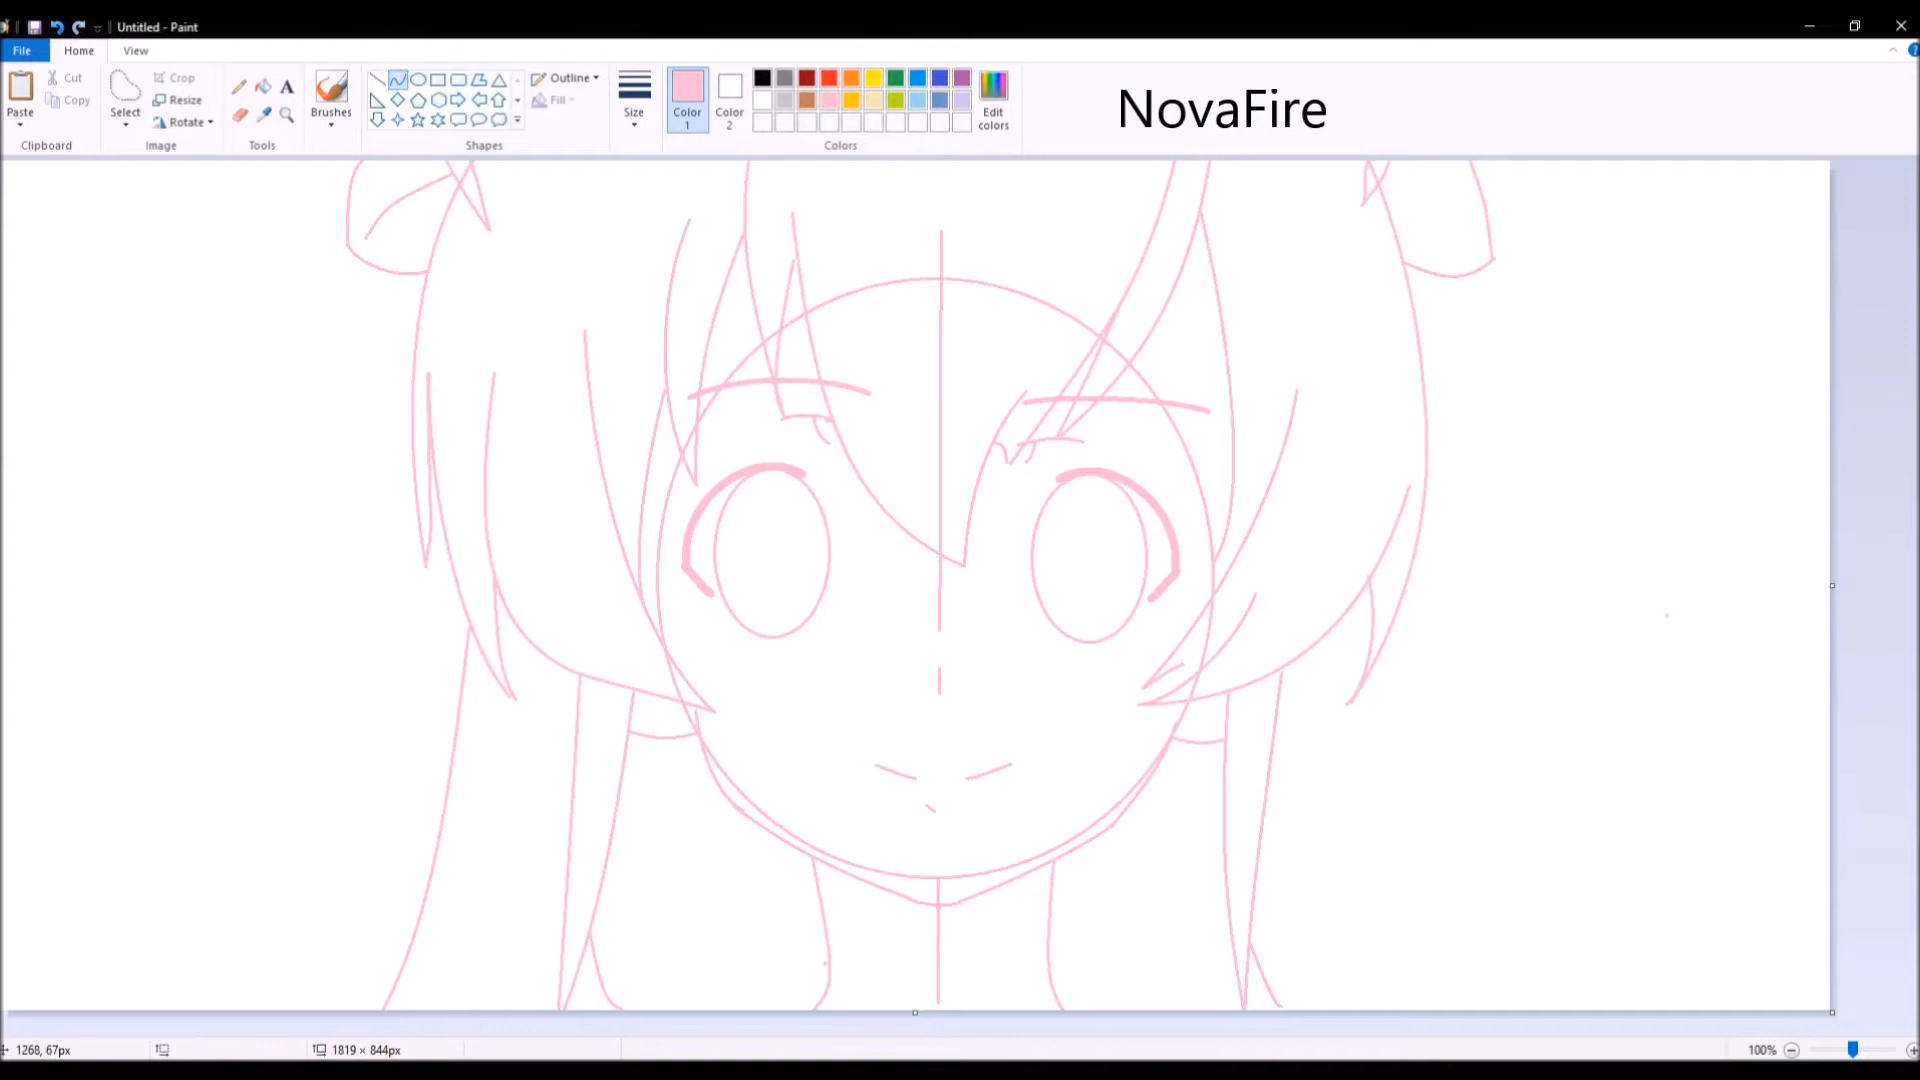 Untitled - Paint
File Home View
Paste
Cut
Copy
Clipboard
Select
Crop
Resize
Rotate
Image
A
Tools
Brushes
Outline
Fill
Shapes
Size
Color 1
Color 2
Edit colors
Colors
NovaFire
1268, 67px
1819 × 844px
100%